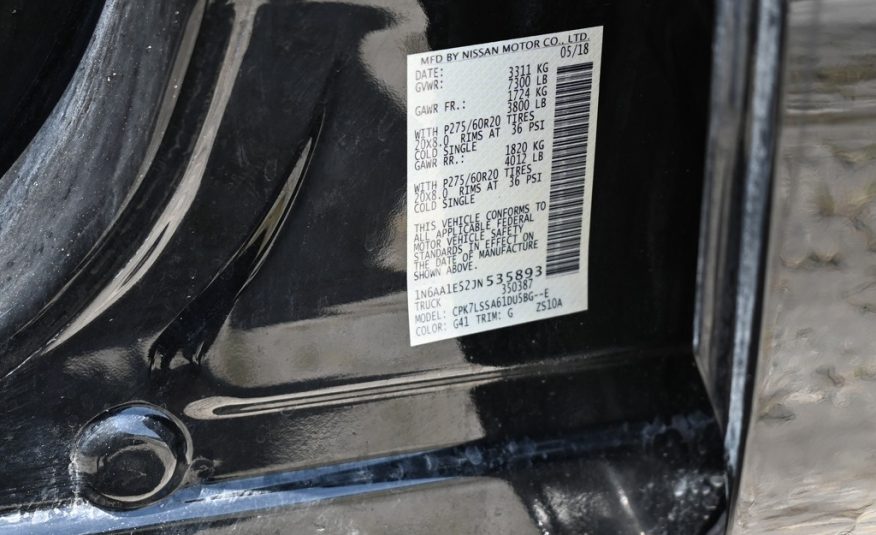 MFD BY NISSAN MOTOR CO., LTD.
DATE: 05/18
GVWR: 3311 KG
7300 LB
GAWR FR.: 1724 KG
3800 LB
WITH P275/60R20 TIRES
20X8.0 RIMS AT 36 PSI
COLD SINGLE
GAWR RR.: 1820 KG
4012 LB
WITH P275/60R20 TIRES
20X8.0 RIMS AT 36 PSI
COLD SINGLE
THIS VEHICLE CONFORMS TO
ALL APPLICABLE FEDERAL
MOTOR VEHICLE SAFETY
STANDARDS IN EFFECT ON
THE DATE OF MANUFACTURE
SHOWN ABOVE.
1N6AA1E52JN535893
TRUCK 350387
MODEL: CPK7LSSA61DU5BG--E
COLOR: G41 TRIM: G ZS10A